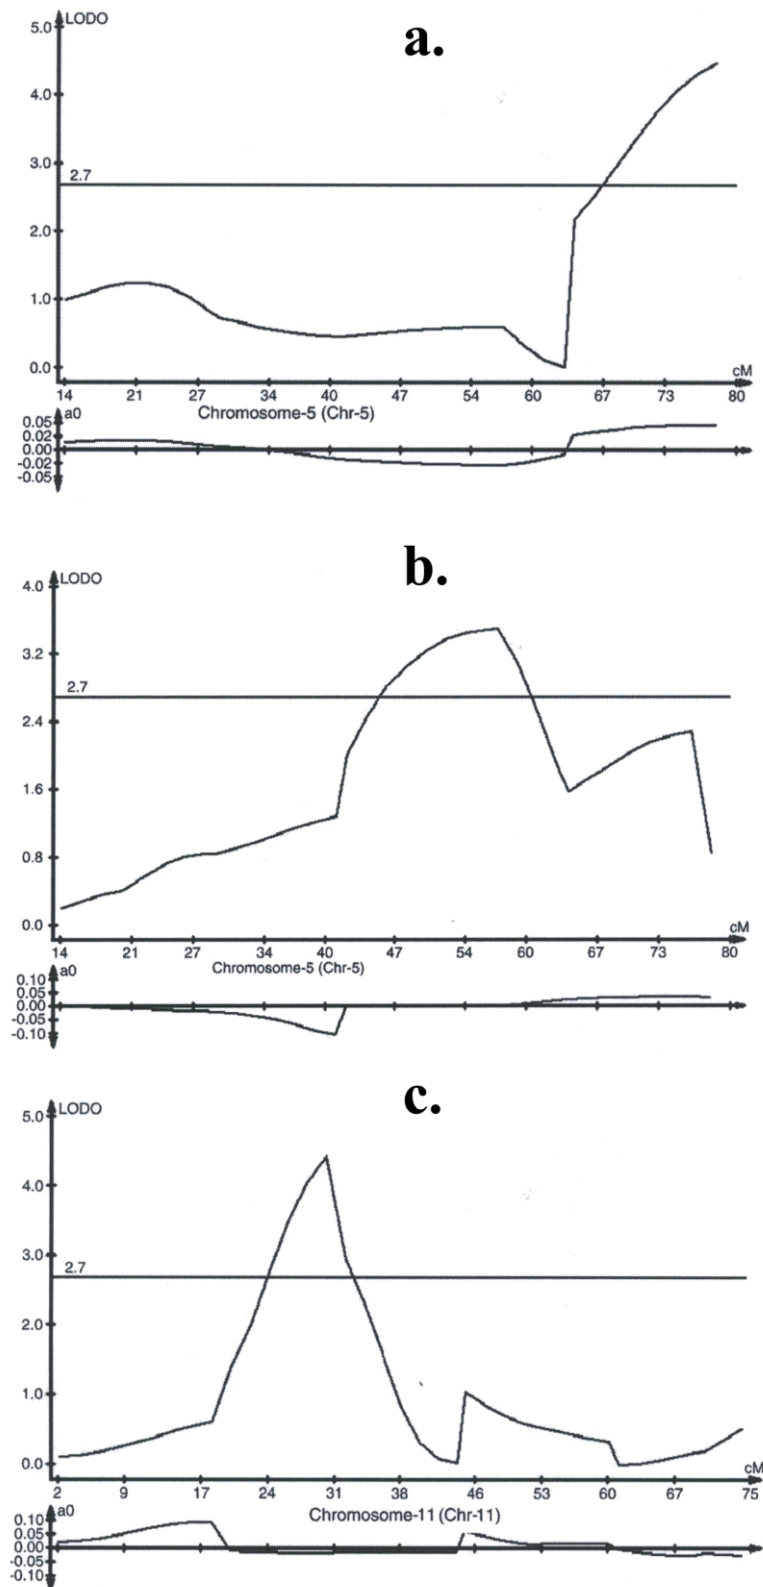 a.
LODO
5.0
4.0
3.0
2.7
2.0
1.0
0.0
cM
14 21 27 34 40 47 54 60 67 73 80
Chromosome-5 (Chr-5)
a0
0.05
0.02
0.00
-0.02
-0.05
b.
LODO
4.0
3.2
2.7
2.4
1.6
0.8
0.0
cM
14 21 27 34 40 47 54 60 67 73 80
Chromosome-5 (Chr-5)
a0
0.10
0.05
0.00
-0.05
-0.10
c.
LODO
5.0
4.0
3.0
2.7
2.0
1.0
0.0
cM
2 9 17 24 31 38 46 53 60 67 75
Chromosome-11 (Chr-11)
a0
0.10
0.05
0.00
-0.05
-0.10